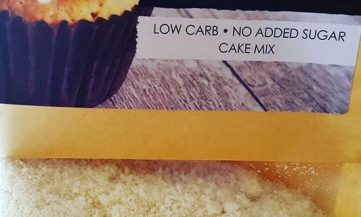 LOW CARB • NO ADDED SUGAR
CAKE MIX